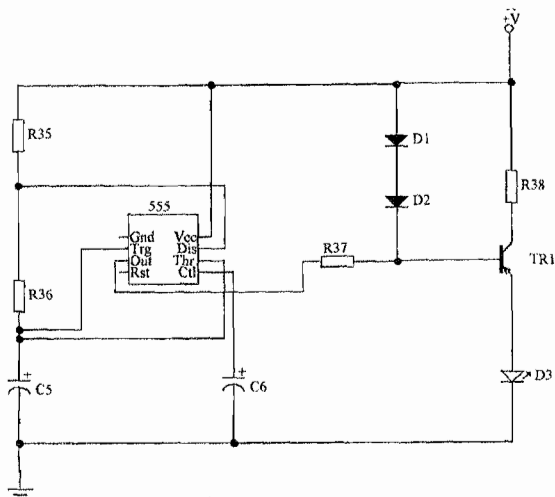 +V
R35
D1
R38
555
D2
Gnd Vcc
Trg Dis
Out Thr
Rst Ctl
R37
TR1
R36
D3
+
C5
+
C6